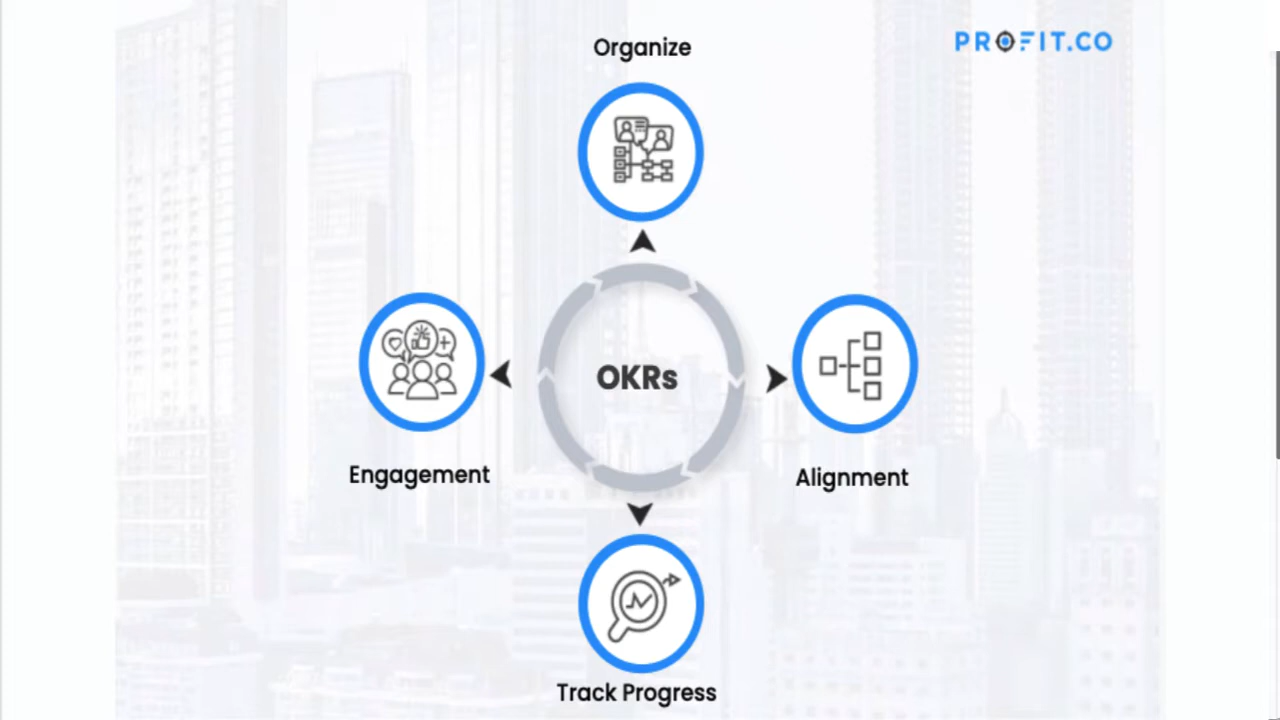 Organize
PROFIT.CO
OKRs
Engagement
Alignment
Track Progress